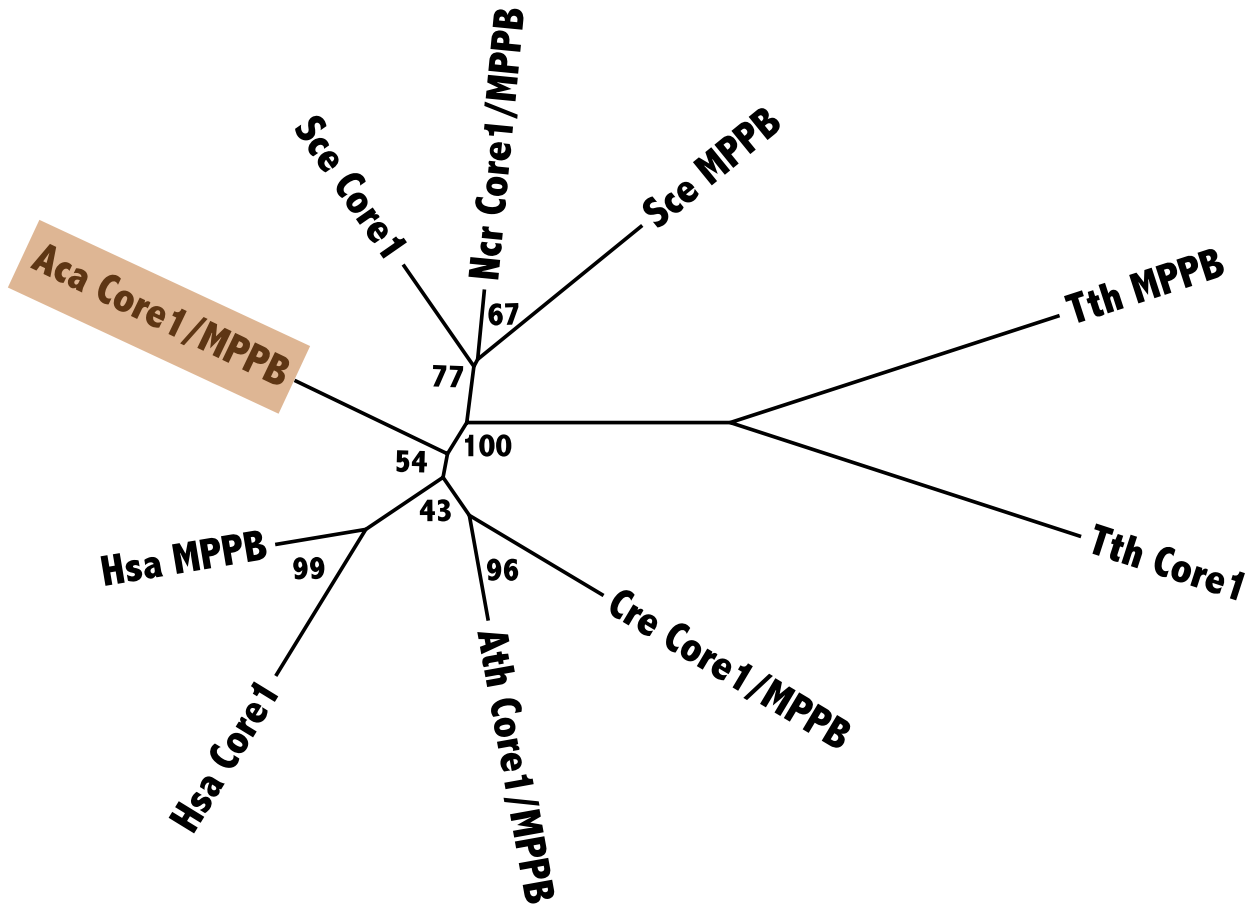 Ncr Core1/MPPB
Sce Core1
Sce MPPB
Aca Core1/MPPB
Tth MPPB
67
77
100
54
43
Hsa MPPB
99
96
Tth Core1
Cre Core1/MPPB
Ath Core1/MPPB
Hsa Core1